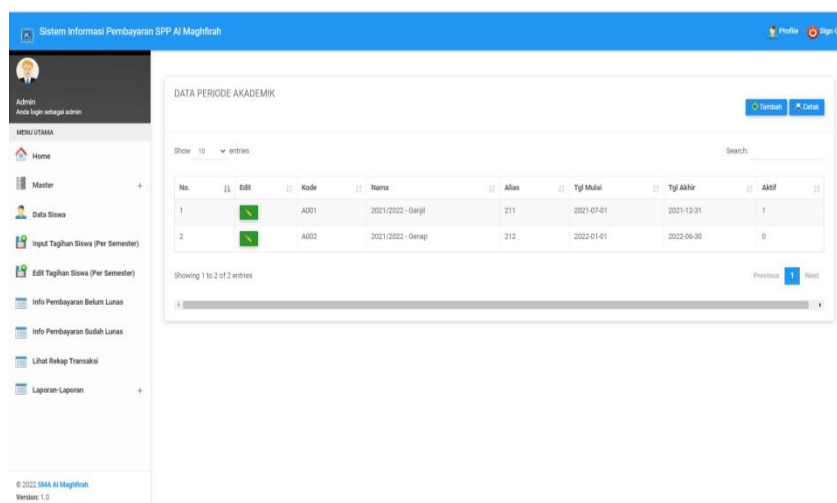 Sistem Informasi Pembayaran SPP Al Maghfirah
Profile
Sign
Admin
Anda login sebagai admin
MENU UTAMA
Home
Master +
Data Siswa
Input Tagihan Siswa (Per Semester)
Edit Tagihan Siswa (Per Semester)
Info Pembayaran Belum Lunas
Info Pembayaran Sudah Lunas
Lihat Rekap Transaksi
Laporan-Laporan +
© 2022 SMA Al Maghfirah
Version: 1.0
DATA PERIODE AKADEMIK
Tambah Cetak
Show 10 entries Search:
No. Edit Kode Nama Alias Tgl Mulai Tgl Akhir Aktif
1 A001 2021/2022 - Ganjil 211 2021-07-01 2021-12-31 1
2 A002 2021/2022 - Genap 212 2022-01-01 2022-06-30 0
Showing 1 to 2 of 2 entries Previous 1 Next